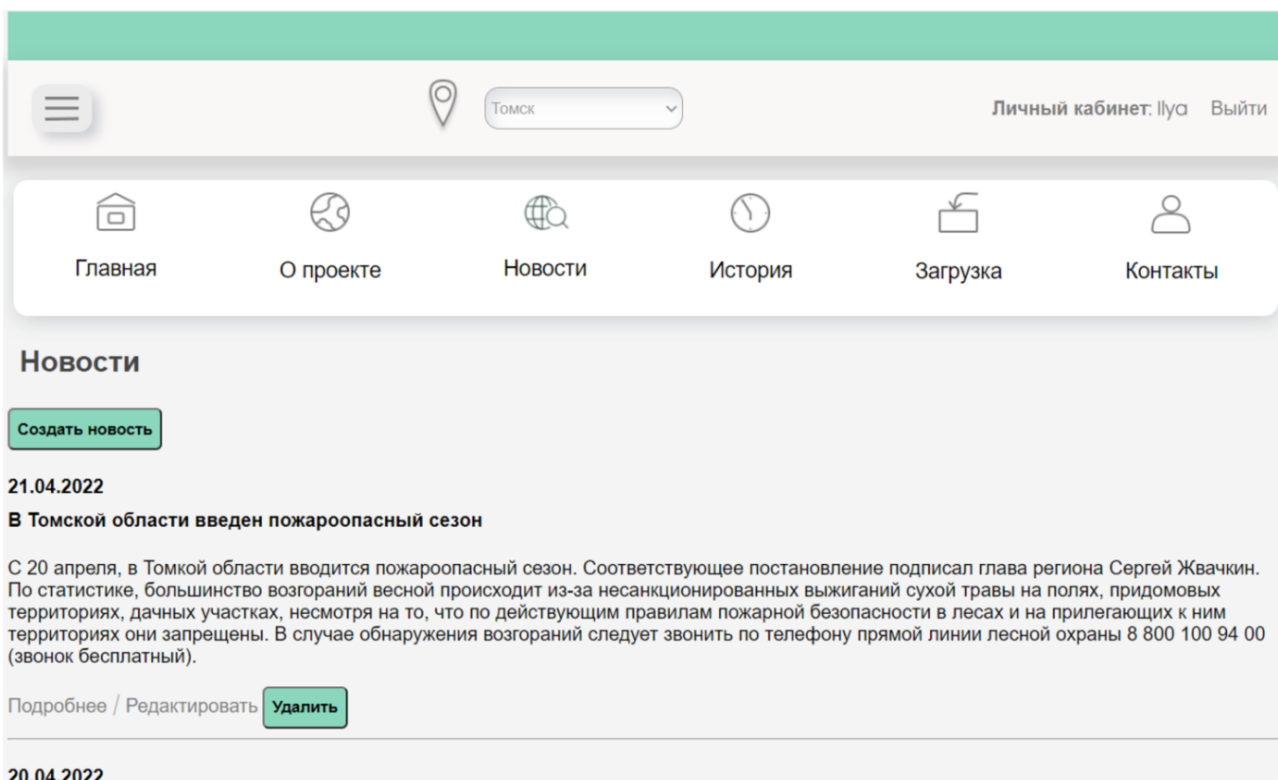 Томск
Личный кабинет: Ilya Выйти
Главная О проекте Новости История Загрузка Контакты
Новости
Создать новость
21.04.2022
В Томской области введен пожароопасный сезон
С 20 апреля, в Томкой области вводится пожароопасный сезон. Соответствующее постановление подписал глава региона Сергей Жвачкин.
По статистике, большинство возгораний весной происходит из-за несанкционированных выжиганий сухой травы на полях, придомовых
территориях, дачных участках, несмотря на то, что по действующим правилам пожарной безопасности в лесах и на прилегающих к ним
территориях они запрещены. В случае обнаружения возгораний следует звонить по телефону прямой линии лесной охраны 8 800 100 94 00
(звонок бесплатный).
Подробнее / Редактировать Удалить
20.04.2022